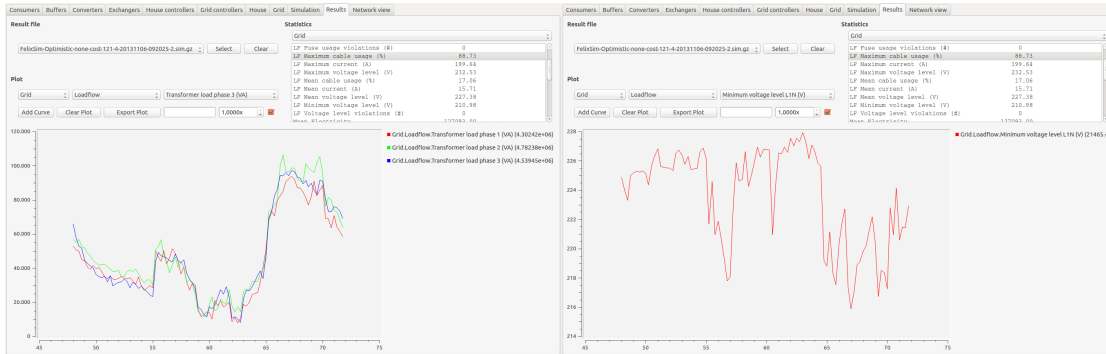 Consumers Buffers Converters Exchangers House controllers Grid controllers House Grid Simulation Results Network view
Result file
Statistics
Grid
FelixSim-Optimistic-none-cost-121-4-20131106-092025-2.sim.gz Select Clear
LF Fuse usage violations (#) 0
LF Maximum cable usage (%) 88.73
LF Maximum current (A) 199.64
LF Maximum voltage level (V) 232.53
LF Mean cable usage (%) 17.06
LF Mean current (A) 15.71
LF Mean voltage level (V) 227.38
LF Minimum voltage level (V) 210.98
LF Voltage level violations (#) 0
Plot
Grid Loadflow Transformer load phase 3 (VA)
Add Curve Clear Plot Export Plot 1,0000x
Grid.Loadflow.Transformer load phase 1 (VA) (4.30242e+06)
Grid.Loadflow.Transformer load phase 2 (VA) (4.78238e+06)
Grid.Loadflow.Transformer load phase 3 (VA) (4.53945e+06)
120.000
100.000
80.000
60.000
40.000
20.000
0
45 50 55 60 65 70 75
Consumers Buffers Converters Exchangers House controllers Grid controllers House Grid Simulation Results Network view
Result file
Statistics
Grid
FelixSim-Optimistic-none-cost-121-4-20131106-092025-2.sim.gz Select Clear
LF Fuse usage violations (#) 0
LF Maximum cable usage (%) 88.73
LF Maximum current (A) 199.64
LF Maximum voltage level (V) 232.53
LF Mean cable usage (%) 17.06
LF Mean current (A) 15.71
LF Mean voltage level (V) 227.38
LF Minimum voltage level (V) 210.98
LF Voltage level violations (#) 0
Plot
Grid Loadflow Minimum voltage level L1N (V)
Add Curve Clear Plot Export Plot 1,0000x
Grid.Loadflow.Minimum voltage level L1N (V) (21465.
228
226
224
222
220
218
216
214
45 50 55 60 65 70 75